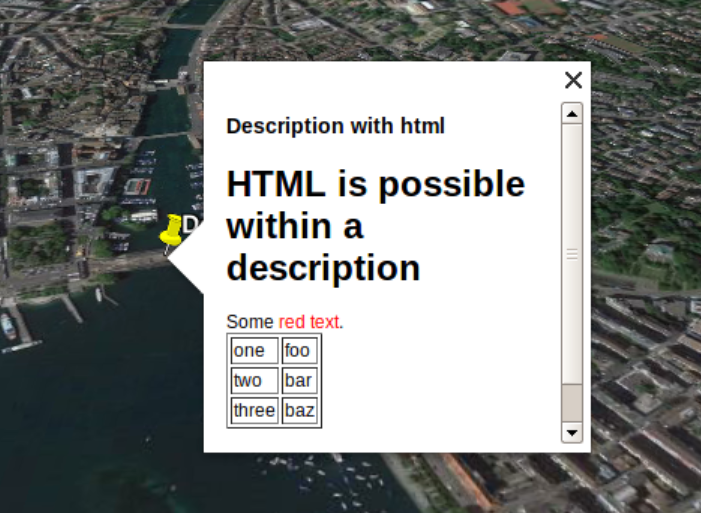 D
Description with html
HTML is possible
within a
description
Some red text.
one foo
two bar
three baz